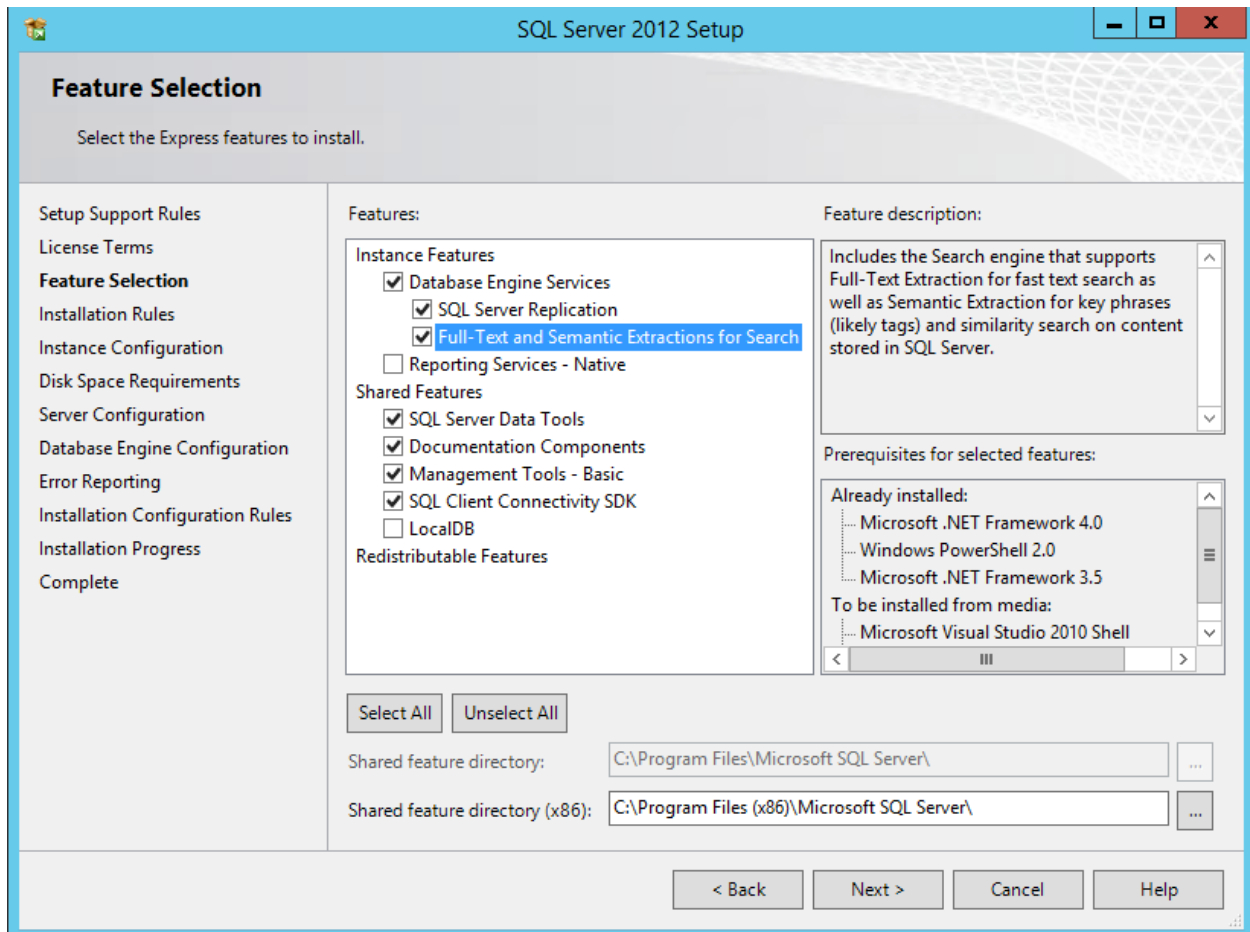 SQL Server 2012 Setup
Feature Selection
Select the Express features to install.
Setup Support Rules
License Terms
Feature Selection
Installation Rules
Instance Configuration
Disk Space Requirements
Server Configuration
Database Engine Configuration
Error Reporting
Installation Configuration Rules
Installation Progress
Complete
Features:
Instance Features
Database Engine Services
SQL Server Replication
Full-Text and Semantic Extractions for Search
Reporting Services - Native
Shared Features
SQL Server Data Tools
Documentation Components
Management Tools - Basic
SQL Client Connectivity SDK
LocalDB
Redistributable Features
Feature description:
Includes the Search engine that supports
Full-Text Extraction for fast text search as
well as Semantic Extraction for key phrases
(likely tags) and similarity search on content
stored in SQL Server.
Prerequisites for selected features:
Already installed:
Microsoft .NET Framework 4.0
Windows PowerShell 2.0
Microsoft .NET Framework 3.5
To be installed from media:
Microsoft Visual Studio 2010 Shell
Select All
Unselect All
Shared feature directory:
C:\Program Files\Microsoft SQL Server\
...
Shared feature directory (x86):
C:\Program Files (x86)\Microsoft SQL Server\
...
< Back
Next >
Cancel
Help